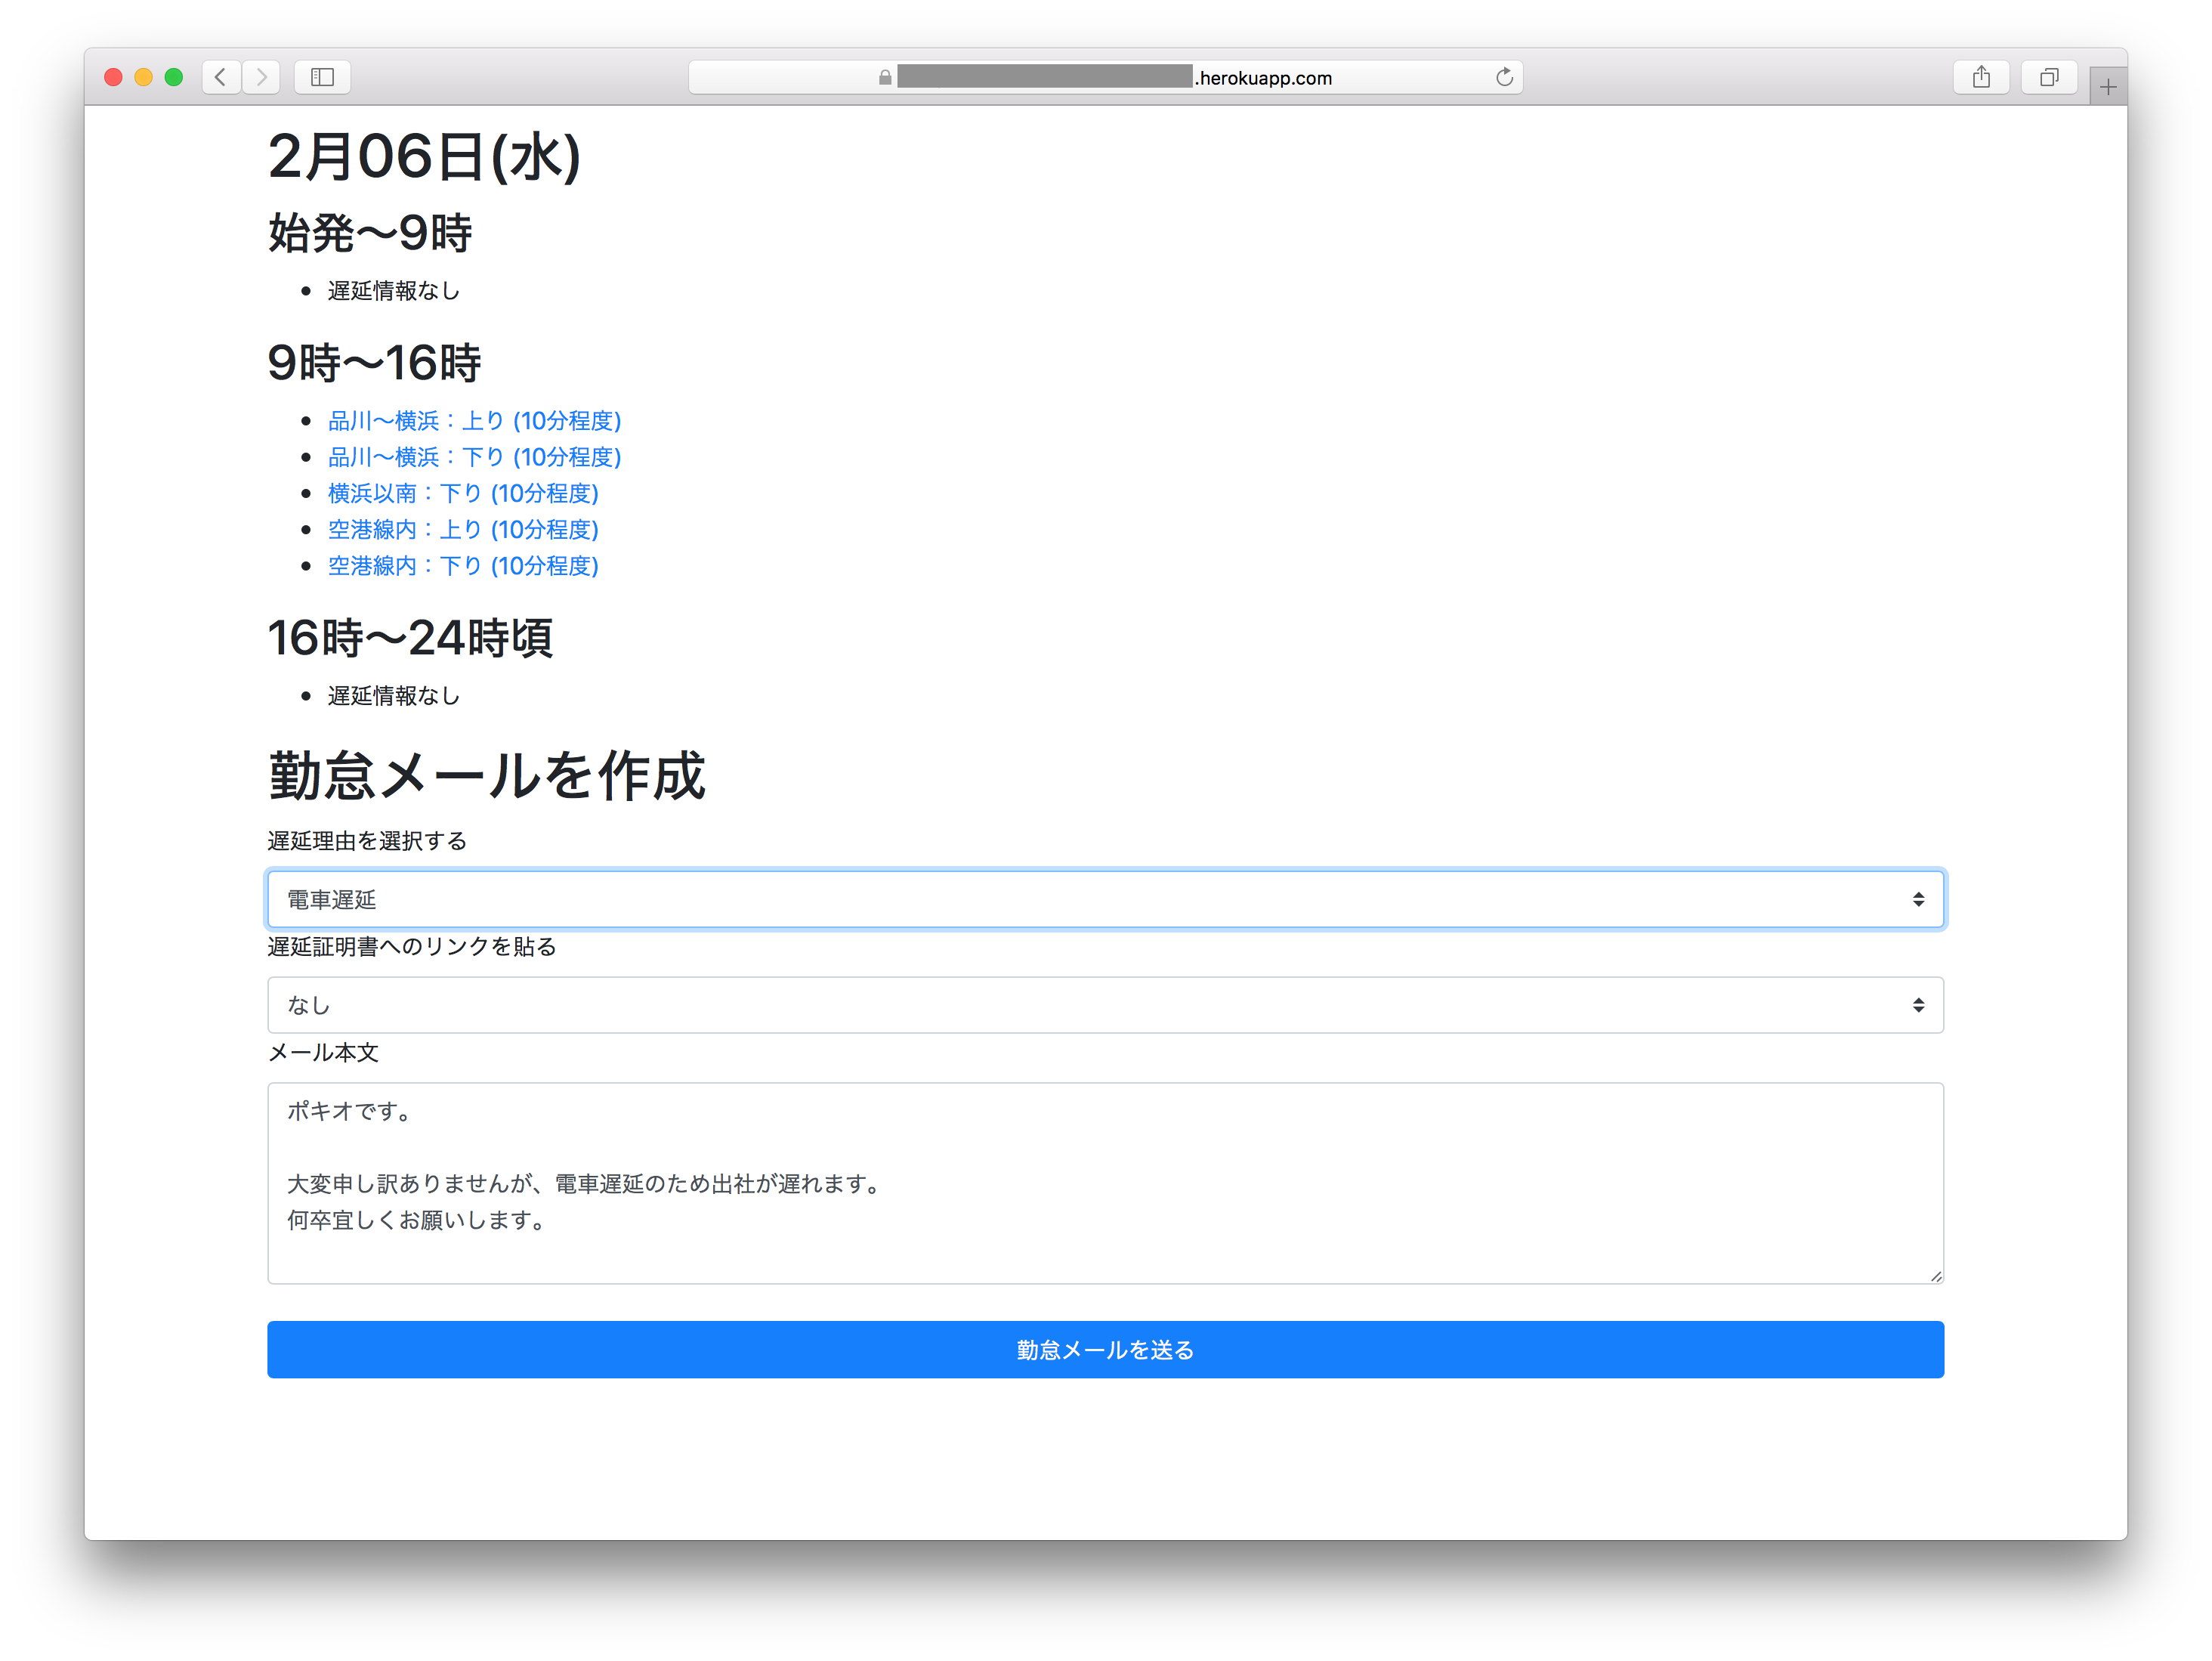 .herokuapp.com
2月06日(水)
始発〜9時
遅延情報なし
9時〜16時
品川〜横浜：上り (10分程度)
品川〜横浜：下り (10分程度)
横浜以南：下り (10分程度)
空港線内：上り (10分程度)
空港線内：下り (10分程度)
16時〜24時頃
遅延情報なし
勤怠メールを作成
遅延理由を選択する
電車遅延
遅延証明書へのリンクを貼る
なし
メール本文
ポキオです。
大変申し訳ありませんが、電車遅延のため出社が遅れます。
何卒宜しくお願いします。
勤怠メールを送る